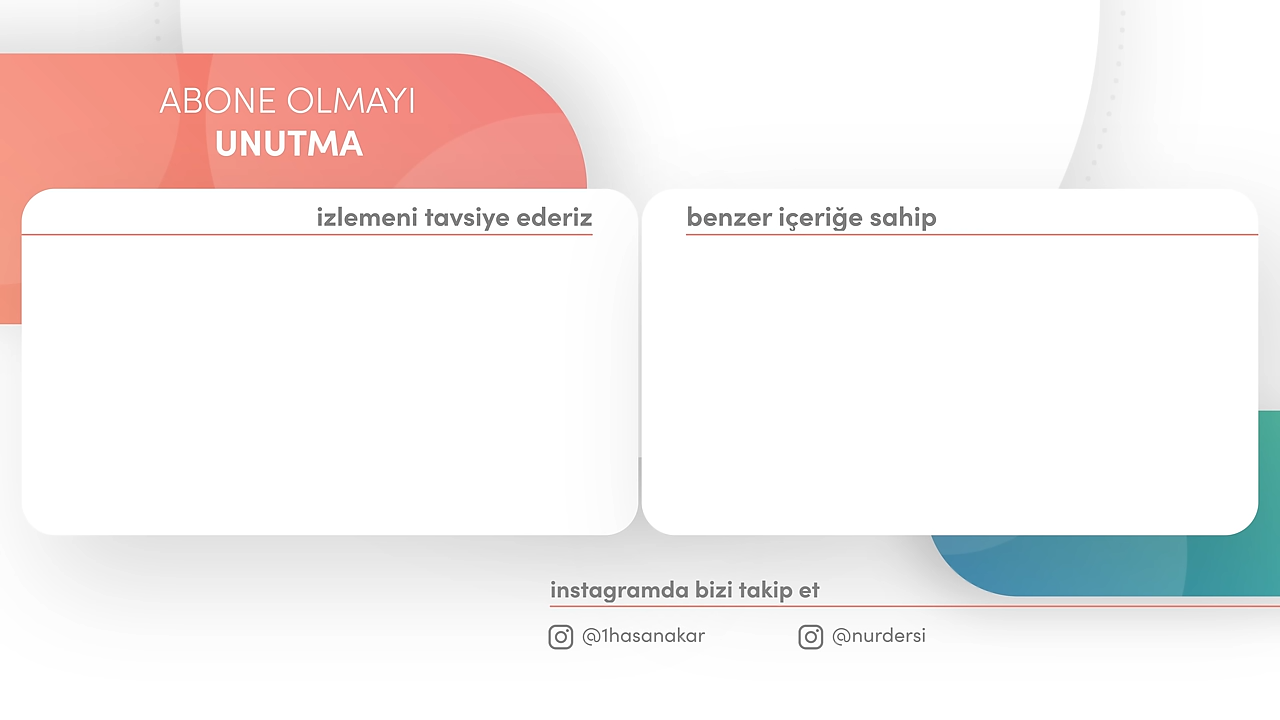 ABONE OLMAYI
UNUTMA
izlemeni tavsiye ederiz
benzer içeriğe sahip
instagramda bizi takip et
@1hasanakar
@nurdersi